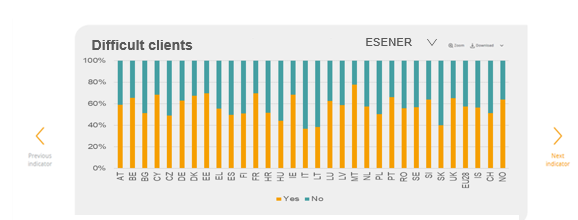 Difficult clients
ESENER
Zoom
Download
100%
80%
60%
40%
20%
0%
AT BE BG CY CZ DE DK EE EL ES FI FR HR HU IE IT LT LU LV MT NL PL PT RO SE SI SK UK EU28 IS CH NO
Yes No
Previous
indicator
Next
indicator